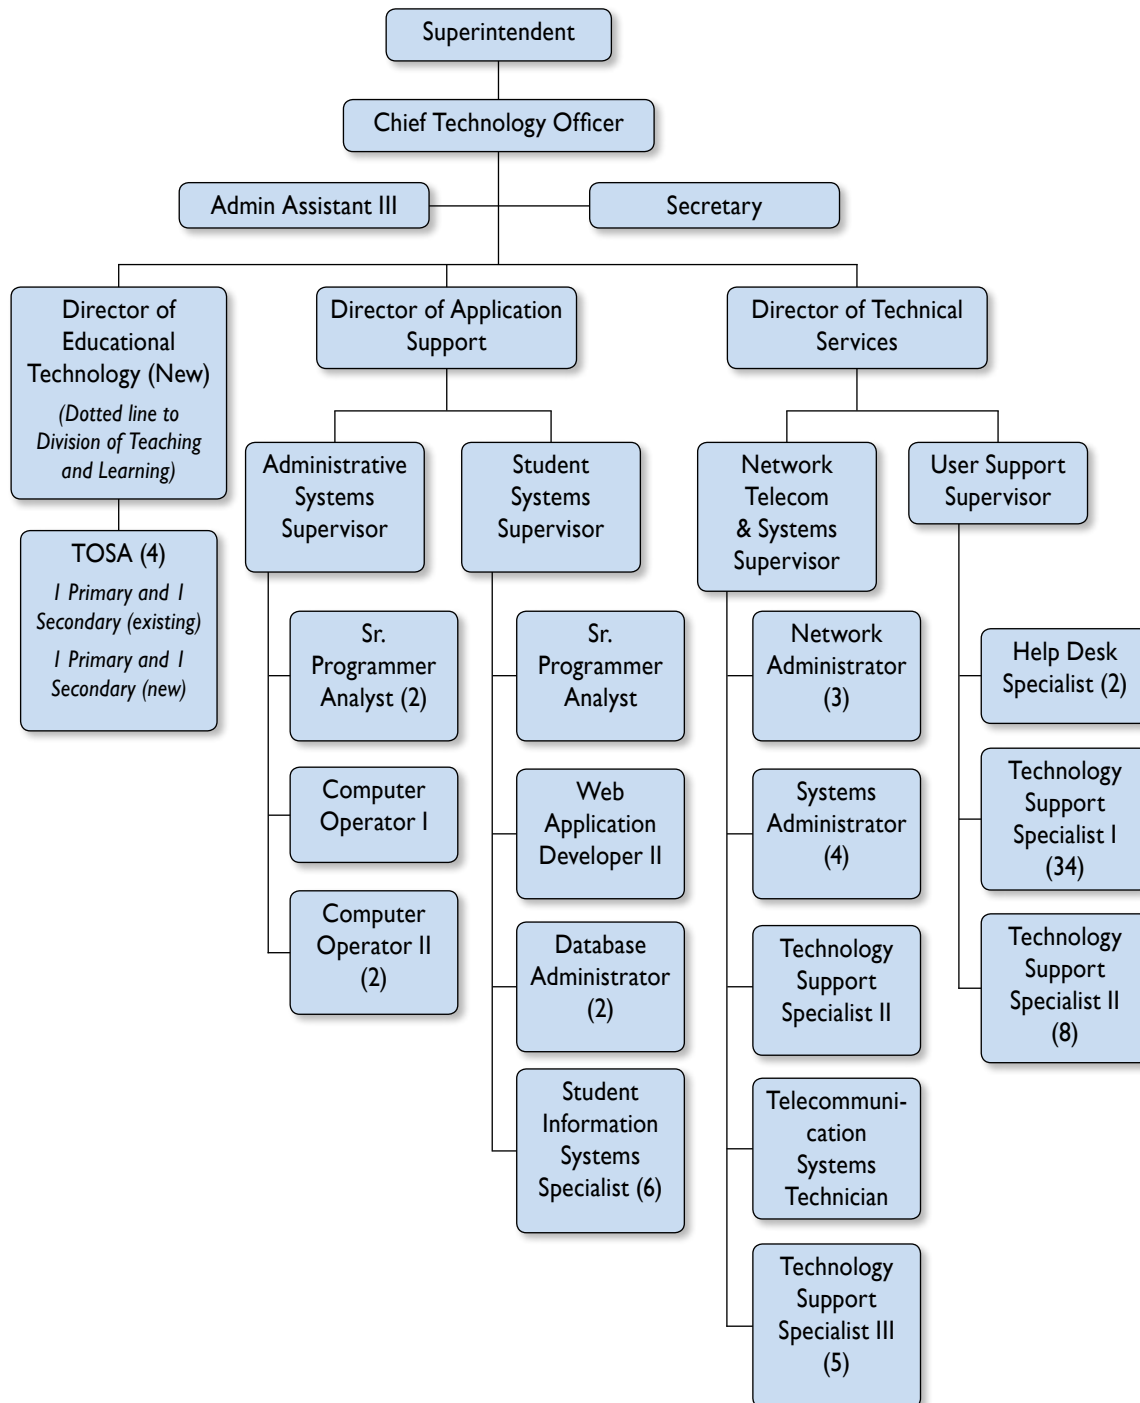 Superintendent
Chief Technology Officer
Admin Assistant III
Secretary
Director of
Educational
Technology (New)
(Dotted line to
Division of Teaching
and Learning)
TOSA (4)
1 Primary and 1
Secondary (existing)
1 Primary and 1
Secondary (new)
Director of Application
Support
Administrative
Systems
Supervisor
Sr.
Programmer
Analyst (2)
Computer
Operator I
Computer
Operator II
(2)
Student
Systems
Supervisor
Sr.
Programmer
Analyst
Web
Application
Developer II
Database
Administrator
(2)
Student
Information
Systems
Specialist (6)
Director of Technical
Services
Network
Telecom
& Systems
Supervisor
Network
Administrator
(3)
Systems
Administrator
(4)
Technology
Support
Specialist II
Telecommuni-
cation
Systems
Technician
Technology
Support
Specialist III
(5)
User Support
Supervisor
Help Desk
Specialist (2)
Technology
Support
Specialist I
(34)
Technology
Support
Specialist II
(8)